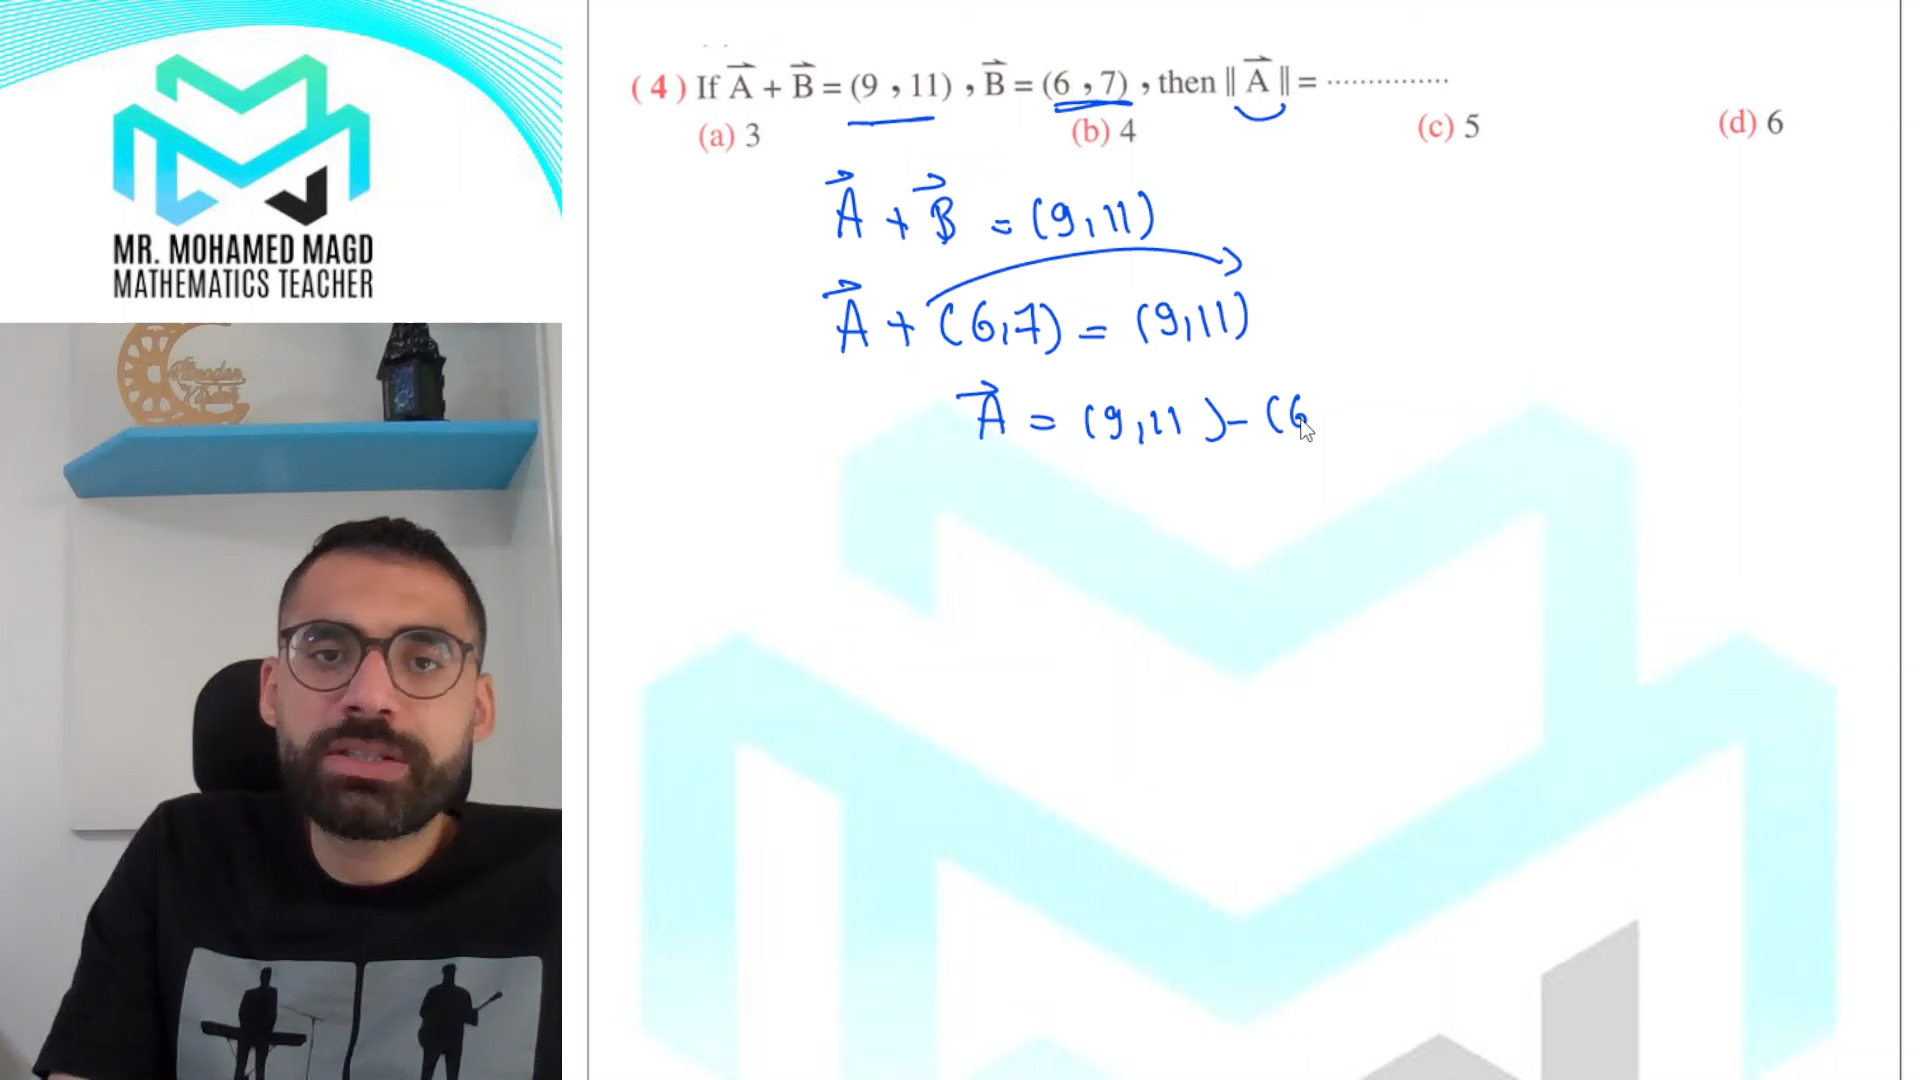 MR. MOHAMED MAGD
MATHEMATICS TEACHER
(4) If A⃗ + B⃗ = (9 , 11) , B⃗ = (6 , 7) , then ‖ A⃗ ‖ = ...............
(a) 3 (b) 4 (c) 5 (d) 6
A⃗ + B⃗ = (9, 11)
A⃗ + (6, 7) = (9, 11)
A⃗ = (9, 11) - (6